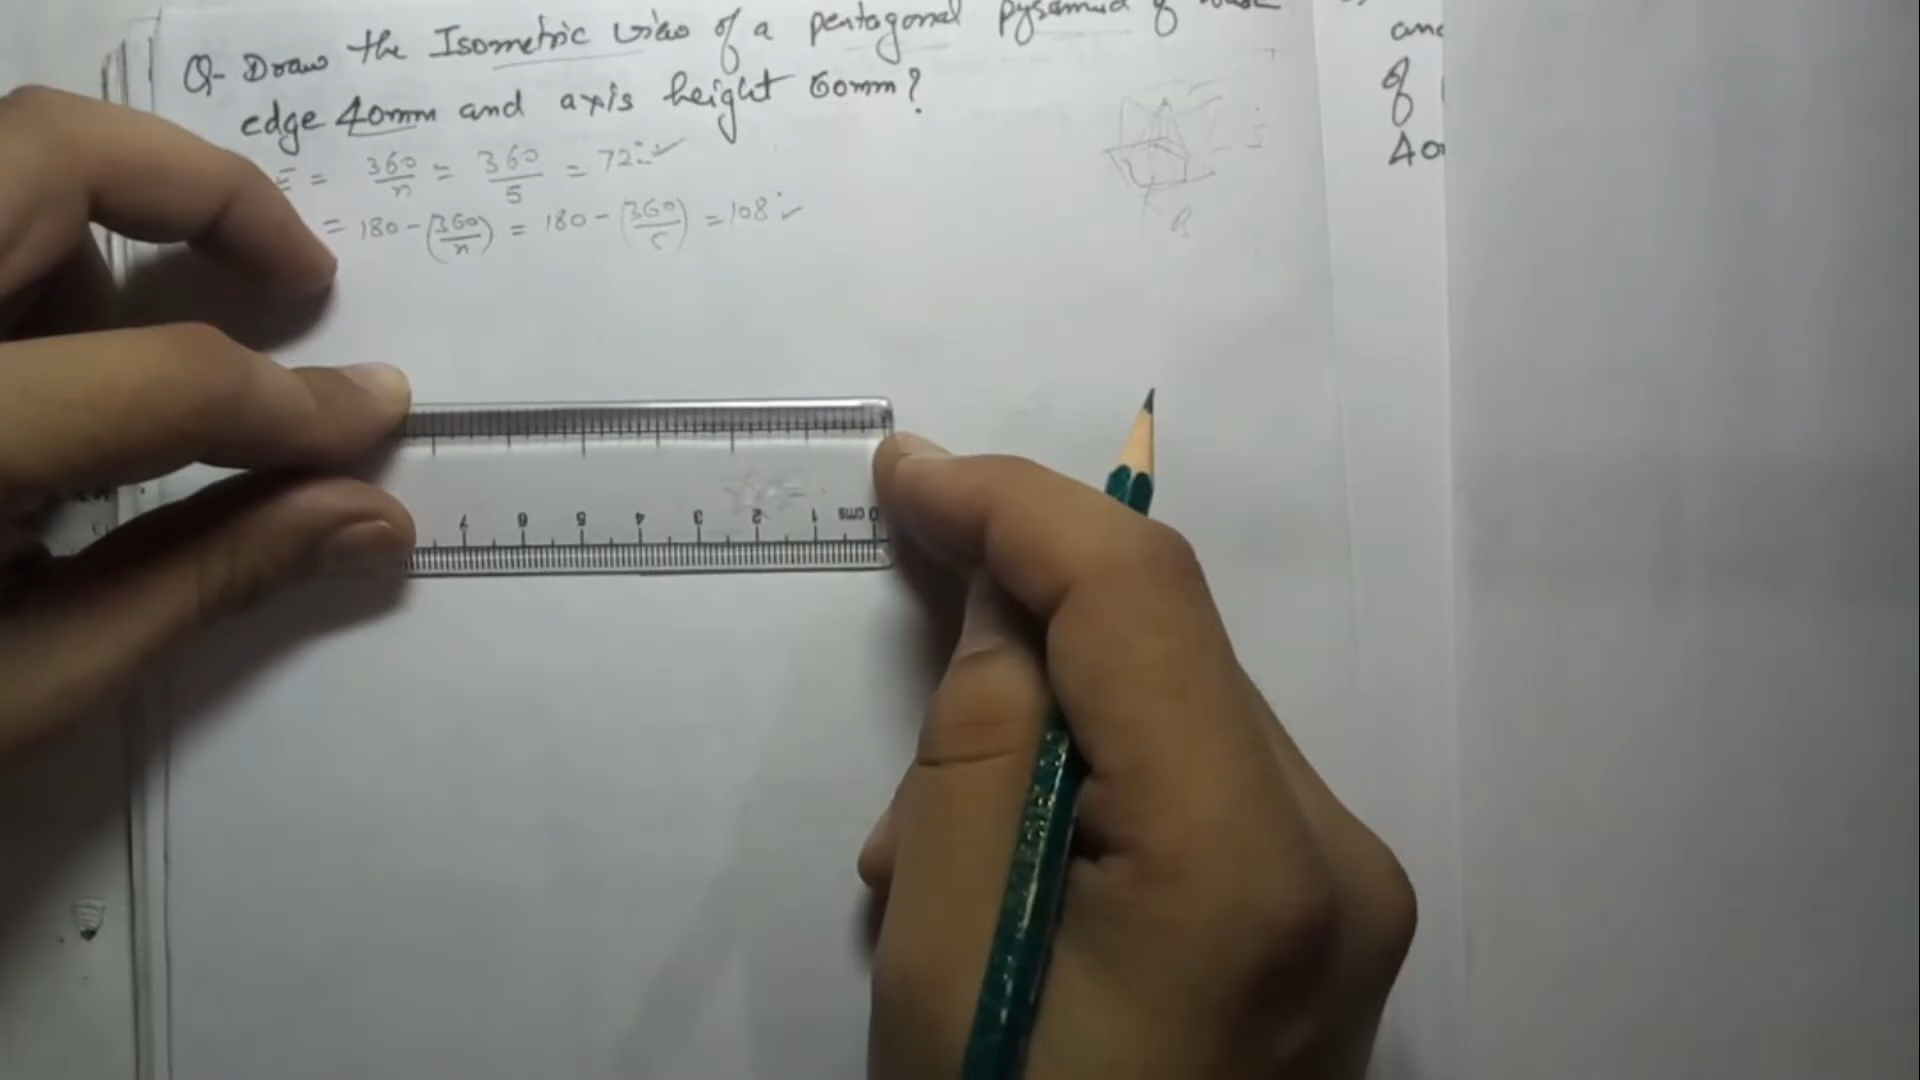 Q- Draw the Isometric view of a pentagonal pyramid of
edge 40mm and axis height 60mm?
= 360/n = 360/5 = 72° ✓
= 180-(360/n) = 180-(360/5) = 108° ✓
and
of
40
7 6 5 4 3 2 1 0 cms